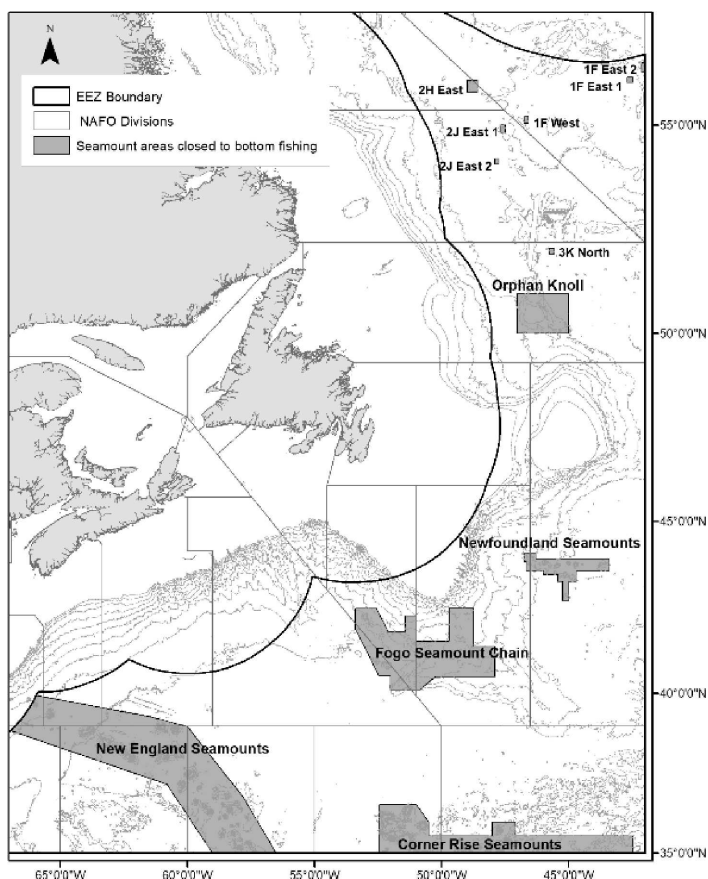 N
EEZ Boundary
NAFO Divisions
Seamount areas closed to bottom fishing
1F East 2
1F East 1
2H East
1F West
2J East 1
2J East 2
3K North
Orphan Knoll
Newfoundland Seamounts
Fogo Seamount Chain
New England Seamounts
Corner Rise Seamounts
55°0'0"N
50°0'0"N
45°0'0"N
40°0'0"N
35°0'0"N
65°0'0"W
60°0'0"W
55°0'0"W
50°0'0"W
45°0'0"W